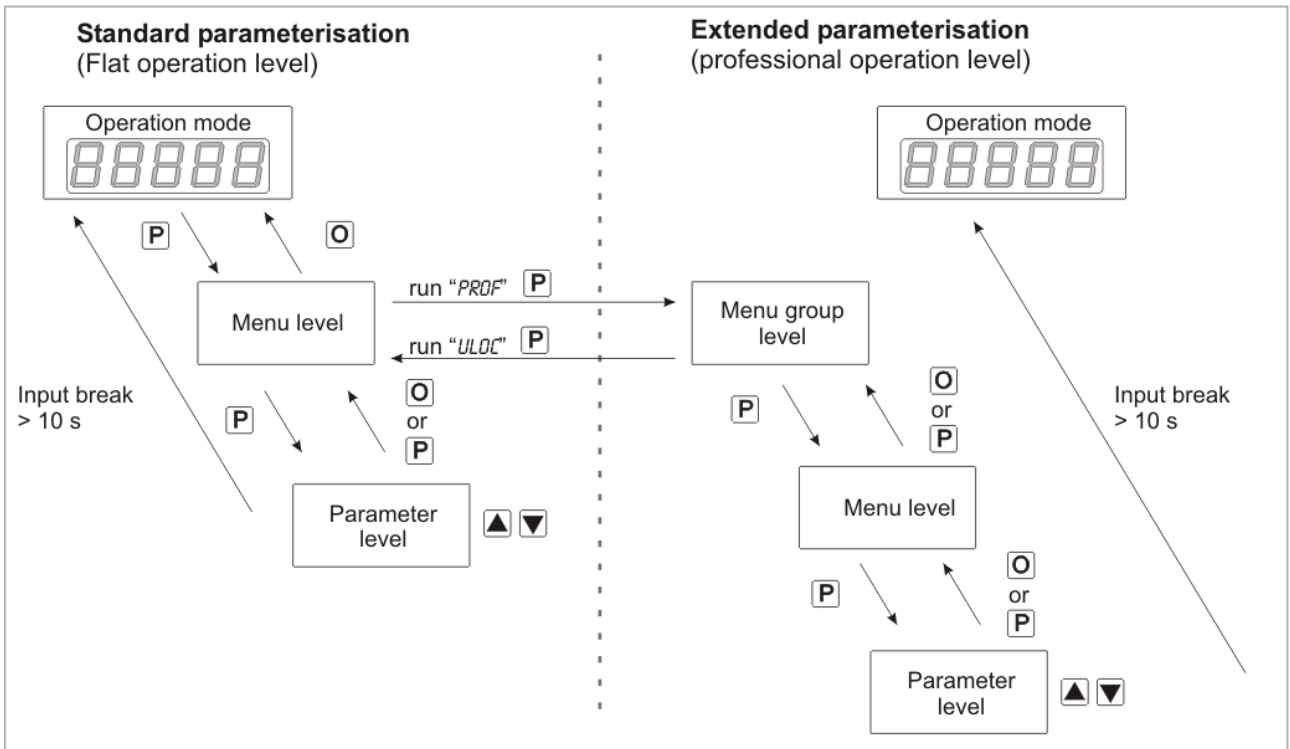 Standard parameterisation
(Flat operation level)
Operation mode
88888
P
O
Menu level
run “PROF” P
run “ULOC” P
Input break
> 10 s
P
O
or
P
Parameter
level
▲ ▼
Extended parameterisation
(professional operation level)
Operation mode
88888
Menu group
level
P
O
or
P
Input break
> 10 s
Menu level
P
O
or
P
Parameter
level
▲ ▼